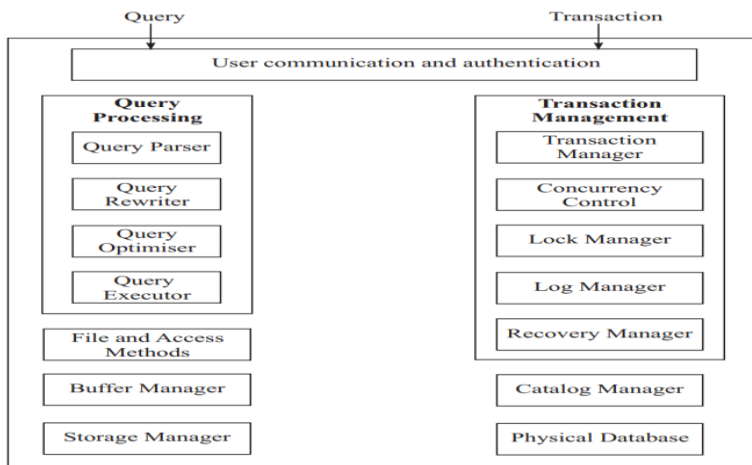 Query
Transaction
User communication and authentication
Query
Processing
Query Parser
Query
Rewriter
Query
Optimiser
Query
Executor
File and Access
Methods
Buffer Manager
Storage Manager
Transaction
Management
Transaction
Manager
Concurrency
Control
Lock Manager
Log Manager
Recovery Manager
Catalog Manager
Physical Database